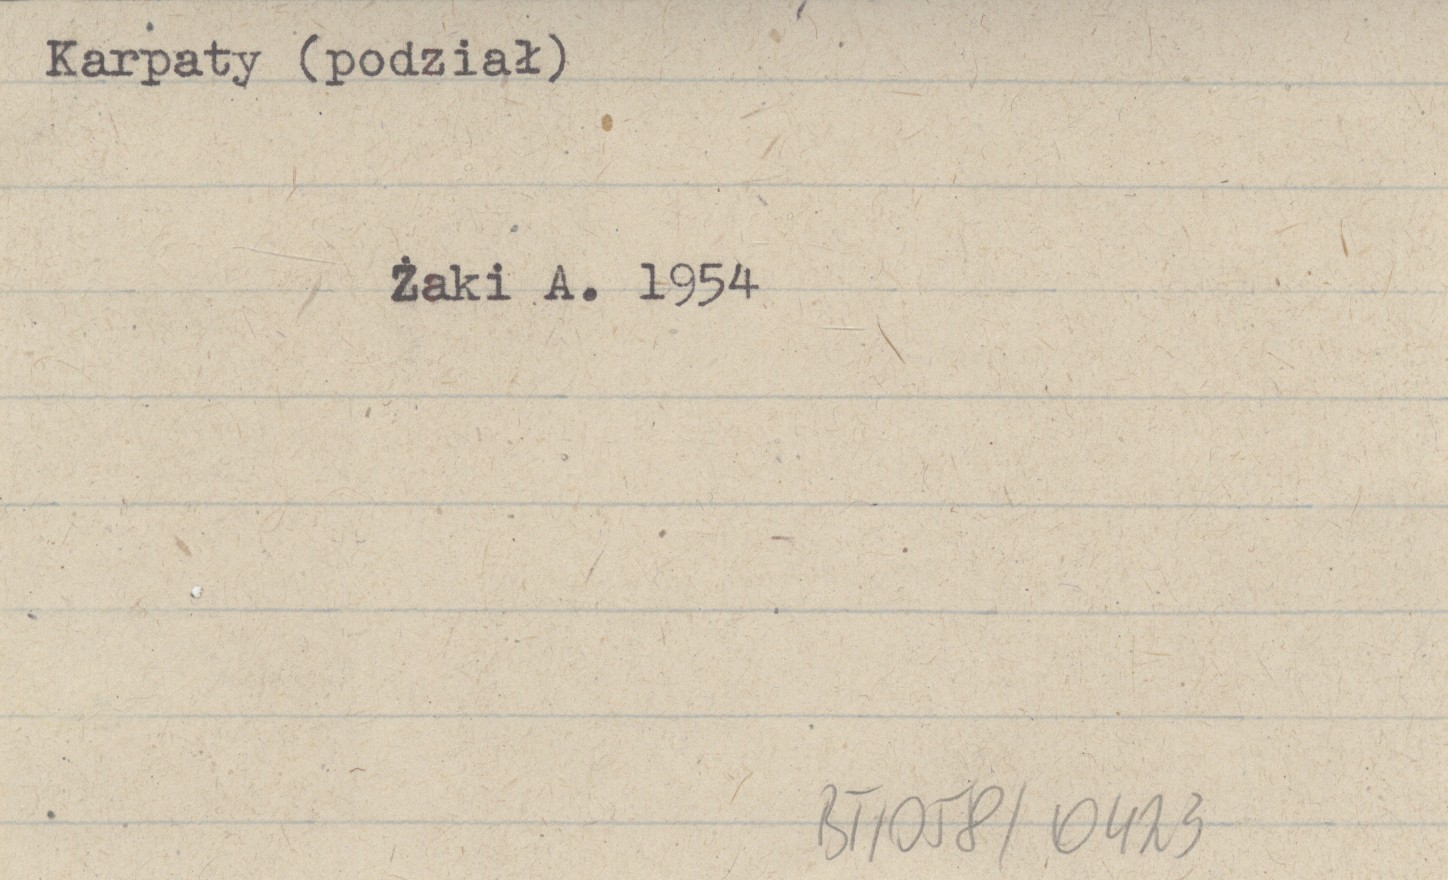 Karpaty (podział)
Żaki A. 1954
BT/058/ 0423